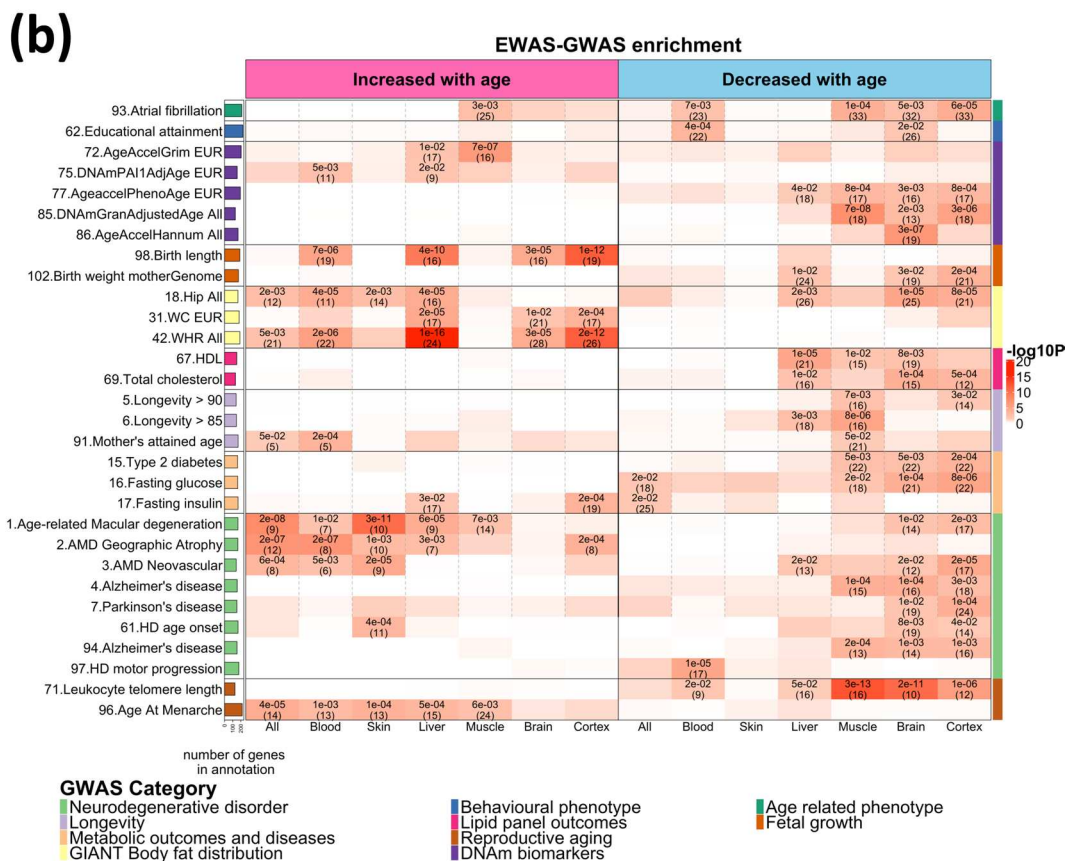 (b)
EWAS-GWAS enrichment
Increased with age Decreased with age
93.Atrial fibrillation 3e-03 (25) 7e-03 (23) 1e-04 (33) 5e-03 (32) 6e-05 (33)
62.Educational attainment 4e-04 (22) 2e-02 (26)
72.AgeAccelGrim EUR 1e-02 (17) 7e-07 (16)
75.DNAmPAI1AdjAge EUR 5e-03 (11) 2e-02 (9)
77.AgeaccelPhenoAge EUR 4e-02 (18) 8e-04 (17) 3e-03 (16) 8e-04 (17)
85.DNAmGranAdjustedAge All 7e-08 (18) 2e-03 (13) 3e-06 (18)
86.AgeAccelHannum All 3e-07 (19)
98.Birth length 7e-06 (19) 4e-10 (16) 3e-05 (16) 1e-12 (19)
102.Birth weight motherGenome 1e-02 (24) 3e-02 (19) 2e-04 (21)
18.Hip All 2e-03 (12) 4e-05 (11) 2e-03 (14) 4e-05 (16) 2e-03 (26) 1e-05 (25) 8e-05 (21)
31.WC EUR 2e-05 (17) 1e-02 (21) 2e-04 (17)
42.WHR All 5e-03 (21) 2e-06 (22) 1e-16 (24) 3e-05 (28) 2e-12 (26)
67.HDL 1e-05 (21) 1e-02 (15) 8e-03 (19)
69.Total cholesterol 1e-02 (16) 1e-04 (15) 5e-04 (12)
5.Longevity > 90 7e-03 (16) 3e-02 (14)
6.Longevity > 85 3e-03 (18) 8e-06 (16)
91.Mother's attained age 5e-02 (5) 2e-04 (5) 5e-02 (21)
15.Type 2 diabetes 5e-03 (22) 5e-03 (22) 2e-04 (22)
16.Fasting glucose 2e-02 (18) 2e-02 (18) 1e-04 (21) 8e-06 (22)
17.Fasting insulin 3e-02 (17) 2e-04 (19) 2e-02 (25)
1.Age-related Macular degeneration 2e-08 (9) 1e-02 (7) 3e-11 (10) 6e-05 (9) 7e-03 (14) 1e-02 (14) 2e-03 (17)
2.AMD Geographic Atrophy 2e-07 (12) 2e-07 (8) 1e-03 (10) 3e-03 (7) 2e-04 (8)
3.AMD Neovascular 6e-04 (8) 5e-03 (6) 2e-05 (9) 2e-02 (13) 2e-02 (12) 2e-05 (17)
4.Alzheimer's disease 1e-04 (15) 1e-04 (16) 3e-03 (18)
7.Parkinson's disease 1e-02 (19) 1e-04 (24)
61.HD age onset 4e-04 (11) 8e-03 (19) 4e-02 (14)
94.Alzheimer's disease 2e-04 (13) 1e-03 (14) 1e-03 (16)
97.HD motor progression 1e-05 (17)
71.Leukocyte telomere length 2e-02 (9) 5e-02 (16) 3e-13 (16) 2e-11 (10) 1e-06 (12)
96.Age At Menarche 4e-05 (14) 1e-03 (13) 1e-04 (13) 5e-04 (15) 6e-03 (24)
0 100 200 All Blood Skin Liver Muscle Brain Cortex All Blood Skin Liver Muscle Brain Cortex
number of genes
in annotation
-log10P
20
15
10
5
0
GWAS Category
Neurodegenerative disorder Behavioural phenotype Age related phenotype
Longevity Lipid panel outcomes Fetal growth
Metabolic outcomes and diseases Reproductive aging
GIANT Body fat distribution DNAm biomarkers